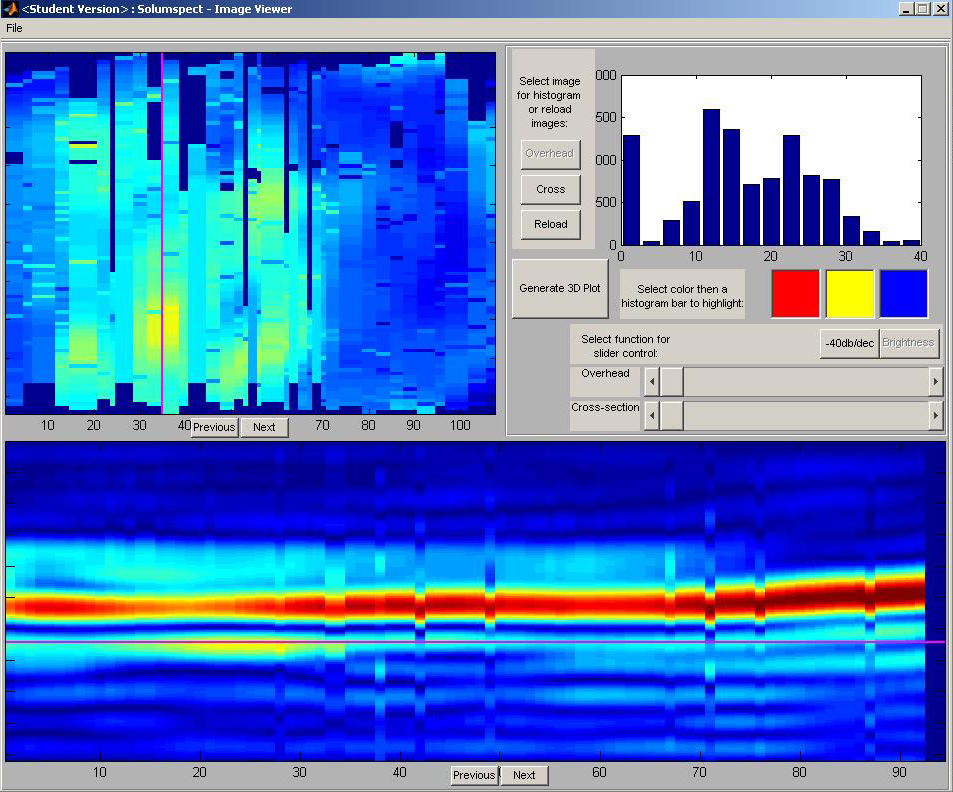 <Student Version> : Solumspect - Image Viewer
File
Select image
for histogram
or reload
images:
Overhead
Cross
Reload
000
500
000
500
0
0 10 20 30 40
Generate 3D Plot
Select color then a
histogram bar to highlight:
Select function for
slider control:
-40db/dec
Brightness
Overhead
Cross-section
10 20 30 40 70 80 90 100
Previous Next
10 20 30 40 60 70 80 90
Previous Next